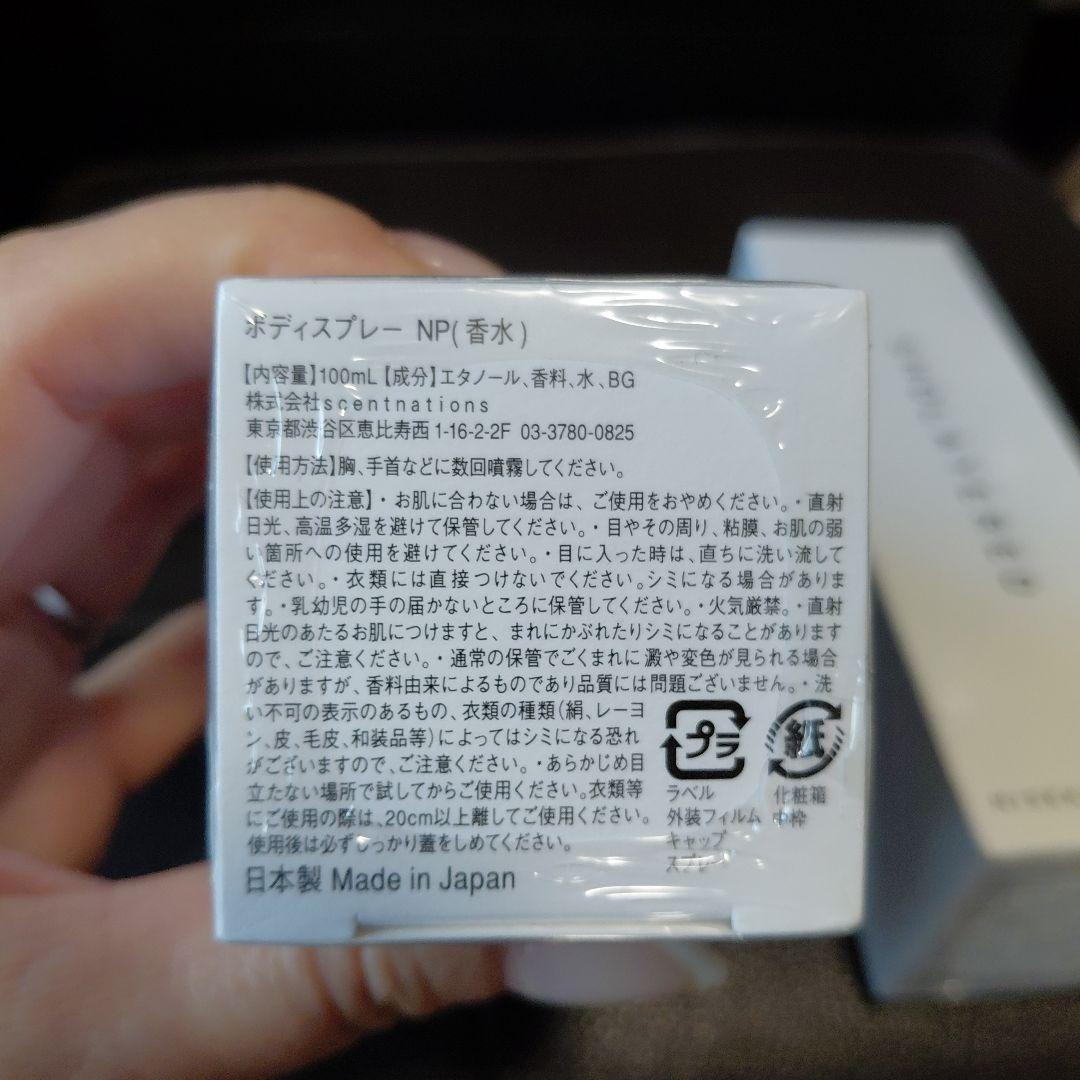 ボディスプレー NP(香水)
【内容量】100mL【成分】エタノール、香料、水、BG
株式会社scentnations
東京都渋谷区恵比寿西1-16-2-2F 03-3780-0825
【使用方法】胸、手首などに数回噴霧してください。
【使用上の注意】・お肌に合わない場合は、ご使用をおやめください。・直射
日光、高温多湿を避けて保管してください。・目やその周り、粘膜、お肌の弱
い箇所への使用を避けてください。・目に入った時は、直ちに洗い流して
ください。・衣類には直接つけないでください。シミになる場合がありま
す。・乳幼児の手の届かないところに保管してください。・火気厳禁。・直射
日光のあたるお肌につけますと、まれにかぶれたりシミになることがあります
ので、ご注意ください。・通常の保管でごくまれに澱や変色が見られる場合
がありますが、香料由来によるものであり品質には問題ございません。・洗
い不可の表示のあるもの、衣類の種類(絹、レーヨ
ン、皮、毛皮、和装品等)によってはシミになる恐れ
がございますので、ご注意ください。・あらかじめ目
立たない場所で試してからご使用ください。衣類等
にご使用の際は、20cm以上離してご使用ください。
使用後は必ずしっかり蓋をしめてください。
日本製 Made in Japan
プラ
ラベル
外装フィルム
キャップ
スプレー
紙
化粧箱
中枠